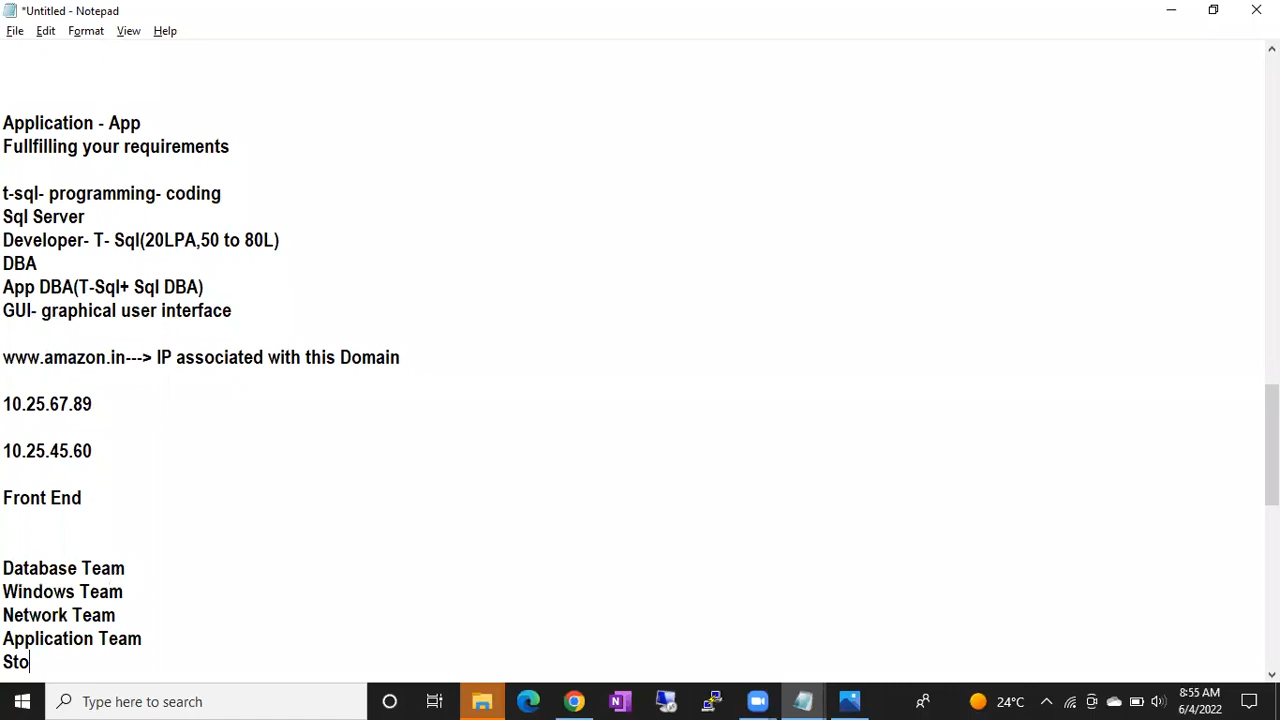 *Untitled - Notepad
File Edit Format View Help
Application - App
Fullfilling your requirements
t-sql- programming- coding
Sql Server
Developer- T- Sql(20LPA,50 to 80L)
DBA
App DBA(T-Sql+ Sql DBA)
GUI- graphical user interface
www.amazon.in---> IP associated with this Domain
10.25.67.89
10.25.45.60
Front End
Database Team
Windows Team
Network Team
Application Team
Sto
Type here to search
24°C
8:55 AM
6/4/2022